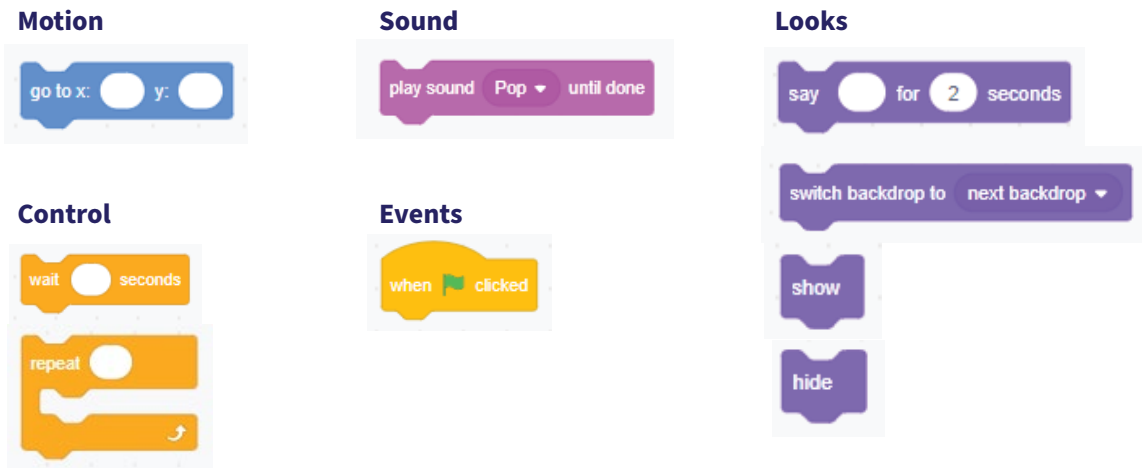 Motion
go to x: y:
Sound
play sound Pop until done
Looks
say for 2 seconds
switch backdrop to next backdrop
show
hide
Control
wait seconds
repeat
Events
when clicked